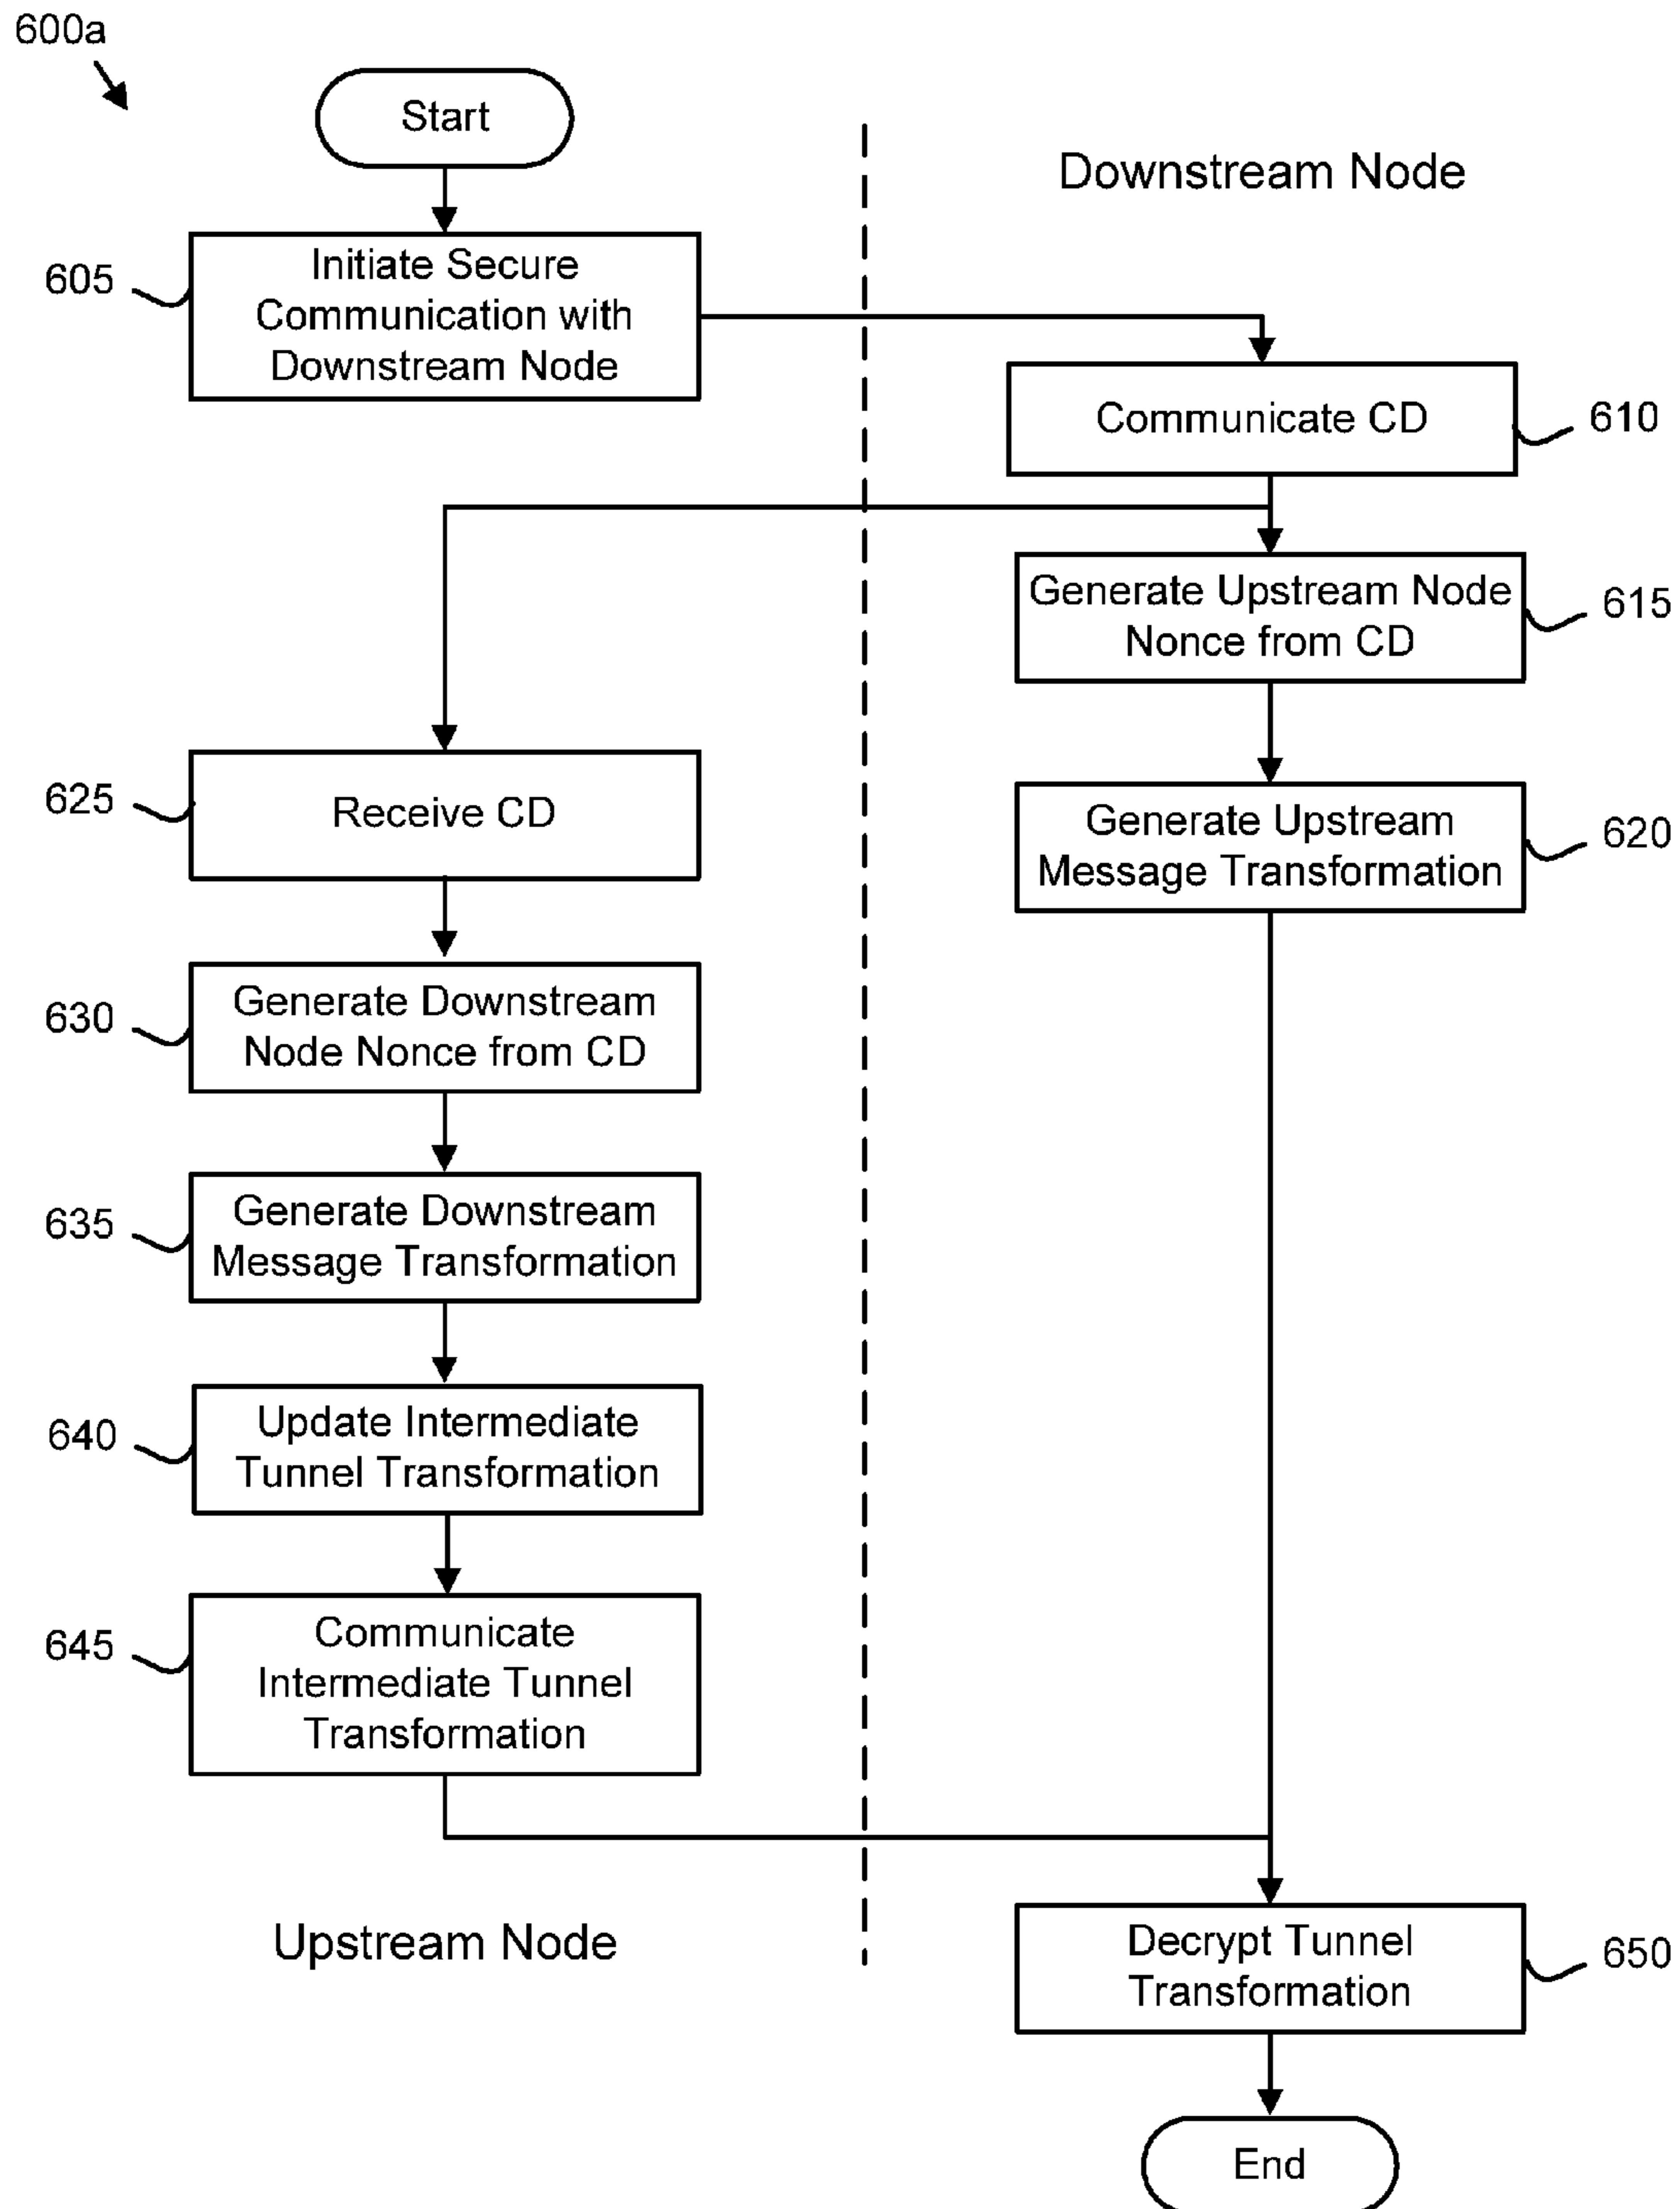 600a
Start
Downstream Node
605
Initiate Secure
Communication with
Downstream Node
Communicate CD
610
Generate Upstream Node
Nonce from CD
615
625
Receive CD
Generate Upstream
Message Transformation
620
630
Generate Downstream
Node Nonce from CD
635
Generate Downstream
Message Transformation
640
Update Intermediate
Tunnel Transformation
645
Communicate
Intermediate Tunnel
Transformation
Upstream Node
Decrypt Tunnel
Transformation
650
End